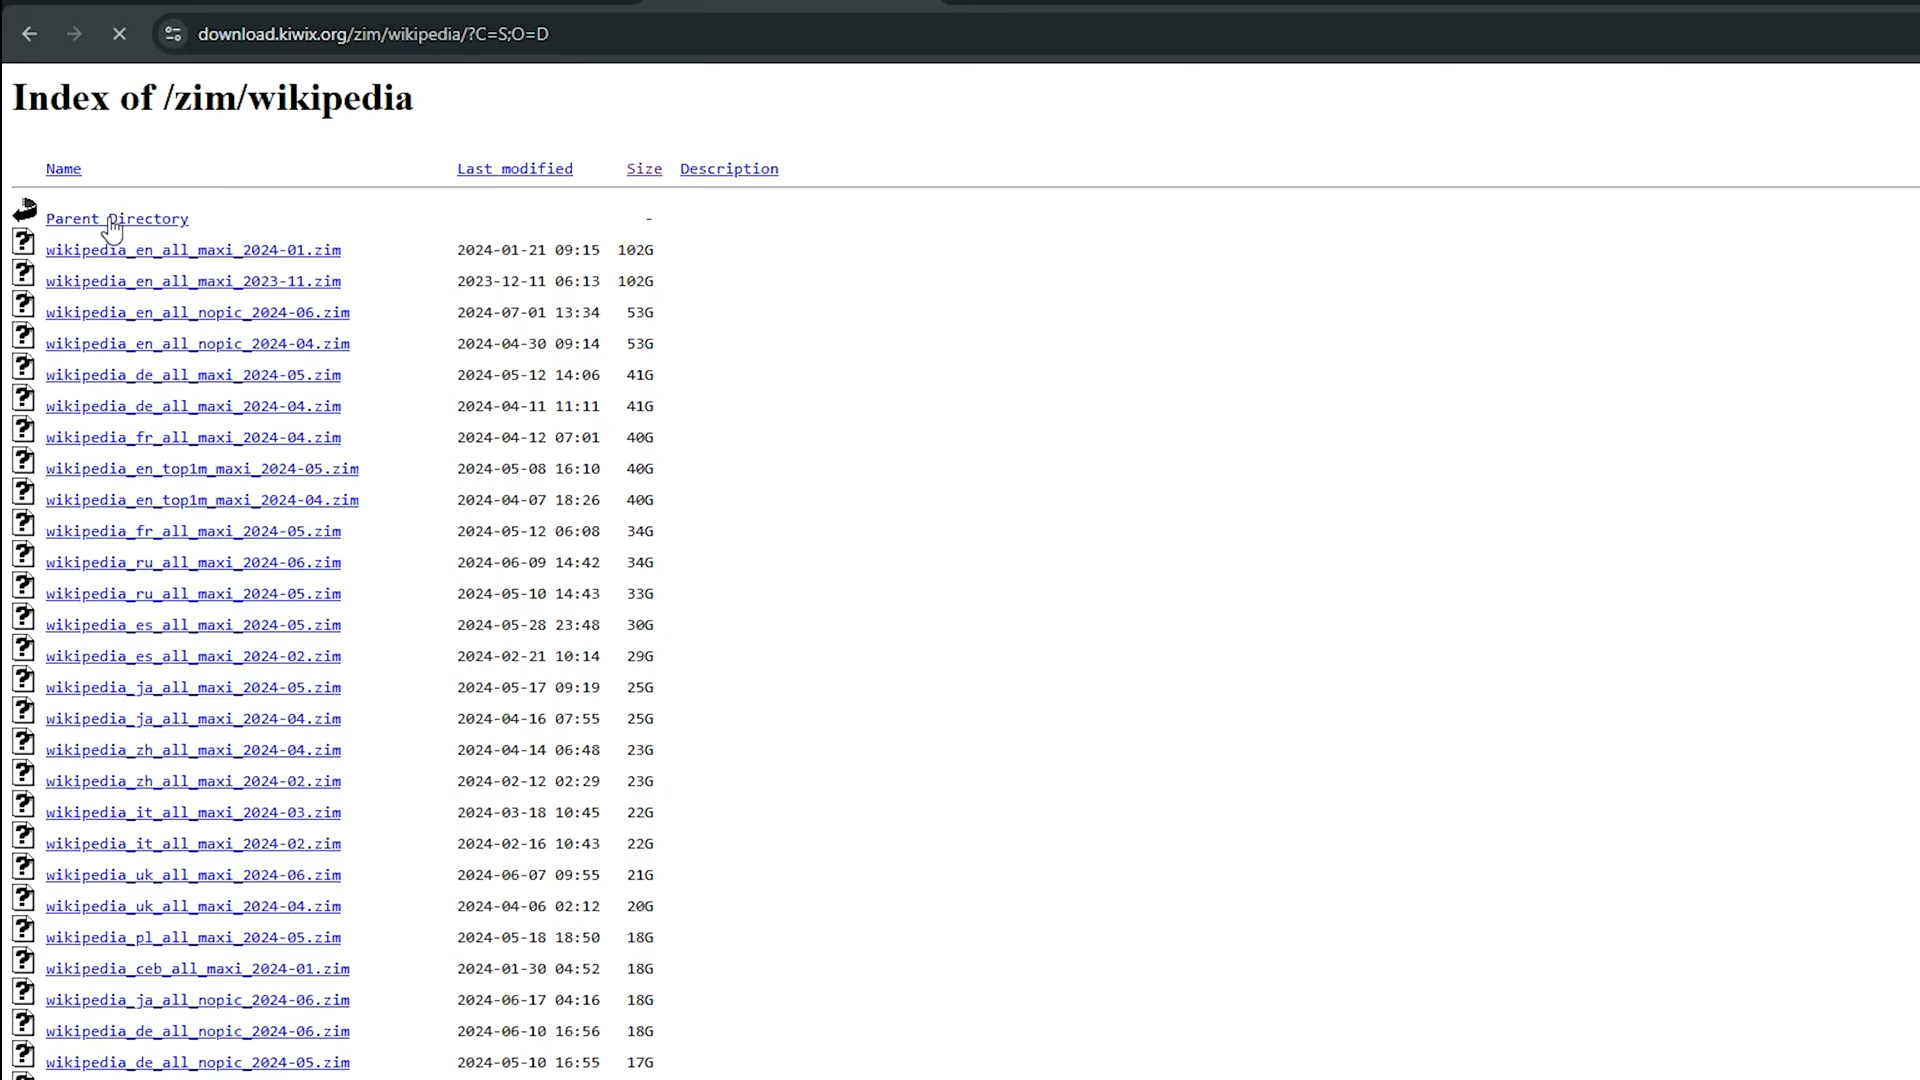 download.kiwix.org/zim/wikipedia/?C=S;O=D
Index of /zim/wikipedia
Name Last modified Size Description
Parent Directory -
wikipedia_en_all_maxi_2024-01.zim 2024-01-21 09:15 102G
wikipedia_en_all_maxi_2023-11.zim 2023-12-11 06:13 102G
wikipedia_en_all_nopic_2024-06.zim 2024-07-01 13:34 53G
wikipedia_en_all_nopic_2024-04.zim 2024-04-30 09:14 53G
wikipedia_de_all_maxi_2024-05.zim 2024-05-12 14:06 41G
wikipedia_de_all_maxi_2024-04.zim 2024-04-11 11:11 41G
wikipedia_fr_all_maxi_2024-04.zim 2024-04-12 07:01 40G
wikipedia_en_top1m_maxi_2024-05.zim 2024-05-08 16:10 40G
wikipedia_en_top1m_maxi_2024-04.zim 2024-04-07 18:26 40G
wikipedia_fr_all_maxi_2024-05.zim 2024-05-12 06:08 34G
wikipedia_ru_all_maxi_2024-06.zim 2024-06-09 14:42 34G
wikipedia_ru_all_maxi_2024-05.zim 2024-05-10 14:43 33G
wikipedia_es_all_maxi_2024-05.zim 2024-05-28 23:48 30G
wikipedia_es_all_maxi_2024-02.zim 2024-02-21 10:14 29G
wikipedia_ja_all_maxi_2024-05.zim 2024-05-17 09:19 25G
wikipedia_ja_all_maxi_2024-04.zim 2024-04-16 07:55 25G
wikipedia_zh_all_maxi_2024-04.zim 2024-04-14 06:48 23G
wikipedia_zh_all_maxi_2024-02.zim 2024-02-12 02:29 23G
wikipedia_it_all_maxi_2024-03.zim 2024-03-18 10:45 22G
wikipedia_it_all_maxi_2024-02.zim 2024-02-16 10:43 22G
wikipedia_uk_all_maxi_2024-06.zim 2024-06-07 09:55 21G
wikipedia_uk_all_maxi_2024-04.zim 2024-04-06 02:12 20G
wikipedia_pl_all_maxi_2024-05.zim 2024-05-18 18:50 18G
wikipedia_ceb_all_maxi_2024-01.zim 2024-01-30 04:52 18G
wikipedia_ja_all_nopic_2024-06.zim 2024-06-17 04:16 18G
wikipedia_de_all_nopic_2024-06.zim 2024-06-10 16:56 18G
wikipedia_de_all_nopic_2024-05.zim 2024-05-10 16:55 17G